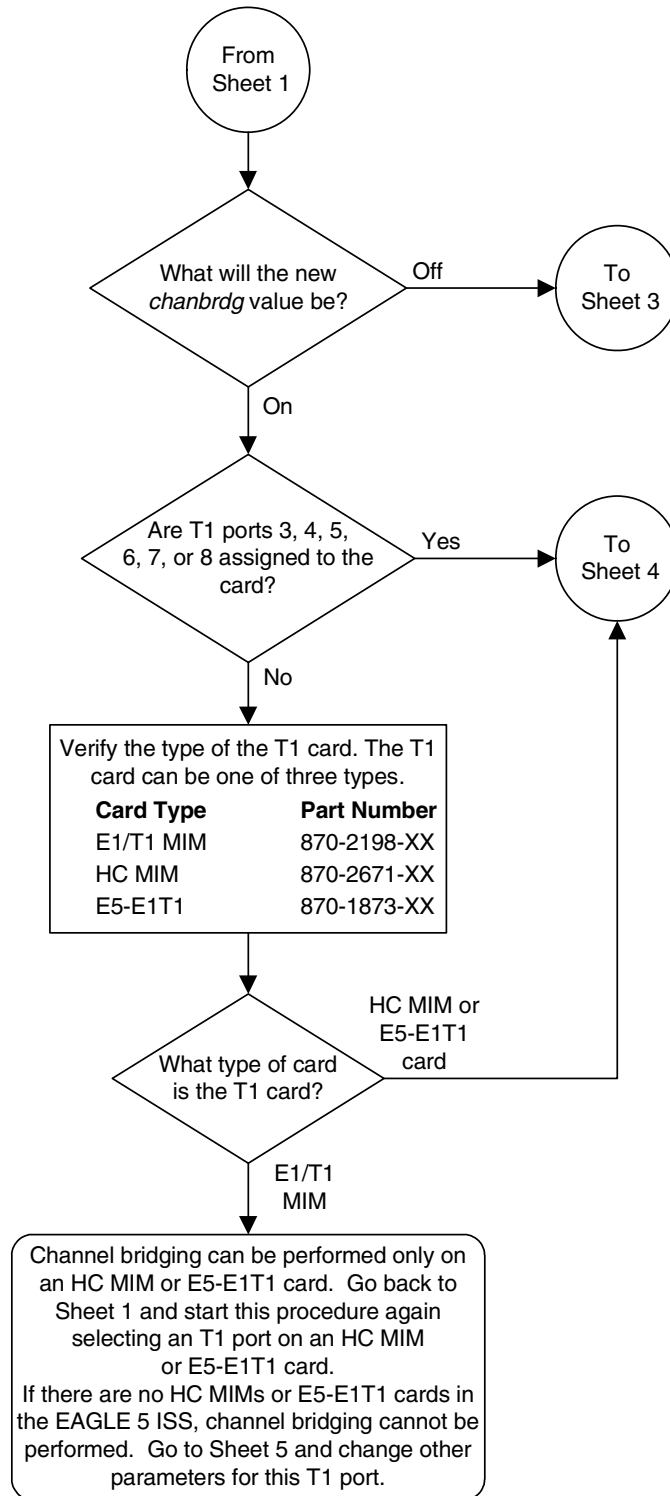 From
Sheet 1
What will the new
chanbrdg value be?
Off
To
Sheet 3
On
Are T1 ports 3, 4, 5,
6, 7, or 8 assigned to the
card?
Yes
To
Sheet 4
No
Verify the type of the T1 card. The T1
card can be one of three types.
Card Type Part Number
E1/T1 MIM 870-2198-XX
HC MIM 870-2671-XX
E5-E1T1 870-1873-XX
HC MIM or
E5-E1T1
card
What type of card
is the T1 card?
E1/T1
MIM
Channel bridging can be performed only on
an HC MIM or E5-E1T1 card. Go back to
Sheet 1 and start this procedure again
selecting an T1 port on an HC MIM
or E5-E1T1 card.
If there are no HC MIMs or E5-E1T1 cards in
the EAGLE 5 ISS, channel bridging cannot be
performed. Go to Sheet 5 and change other
parameters for this T1 port.